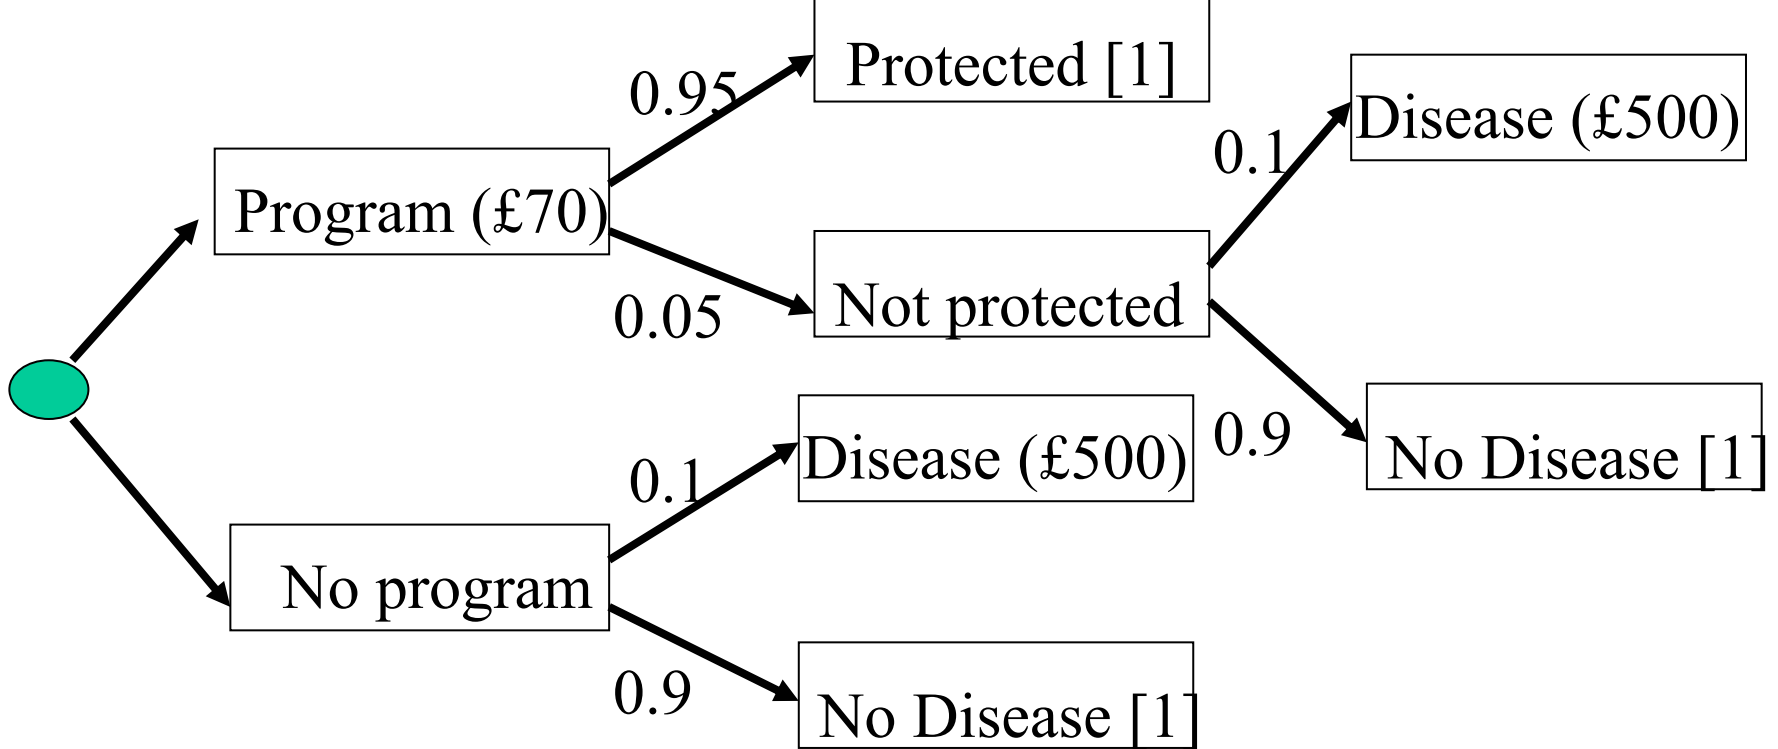 Protected [1]
0.95
Disease (£500)
0.1
Program (£70)
Not protected
0.05
0.9
No Disease [1]
Disease (£500)
0.1
No program
0.9
No Disease [1]